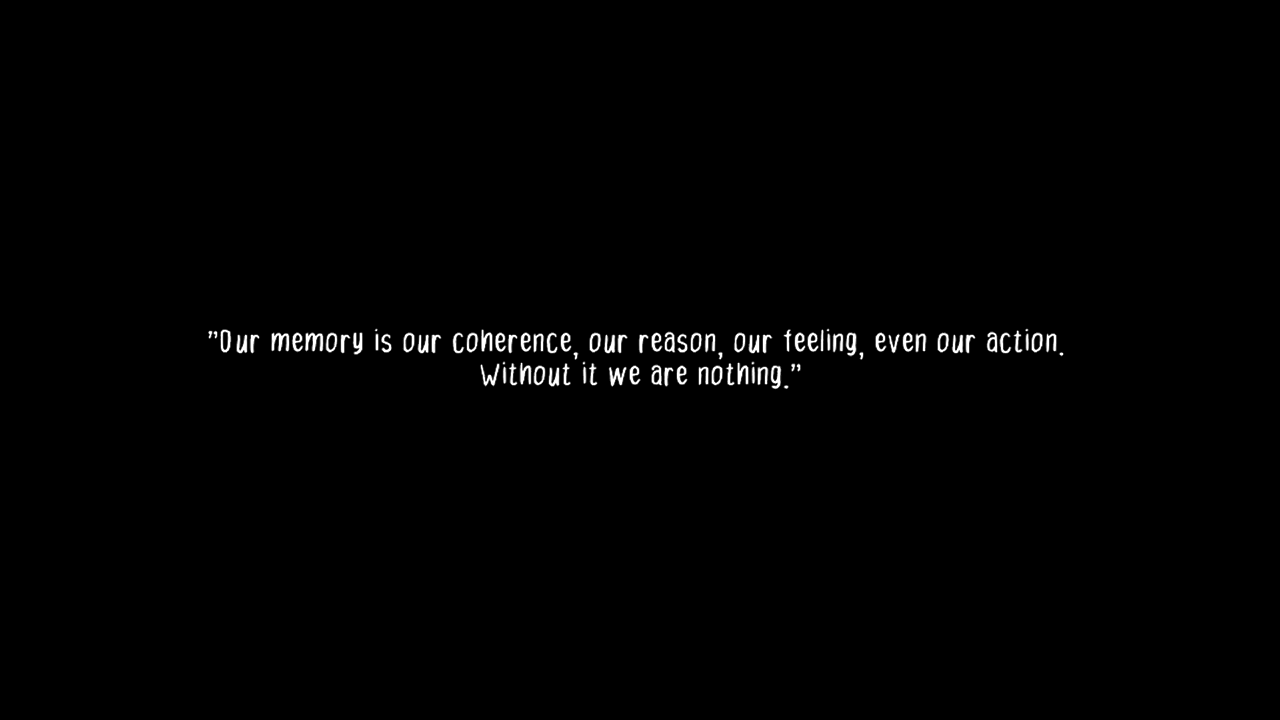 "Our memory is our coherence, our reason, our feeling, even our action.
Without it we are nothing."